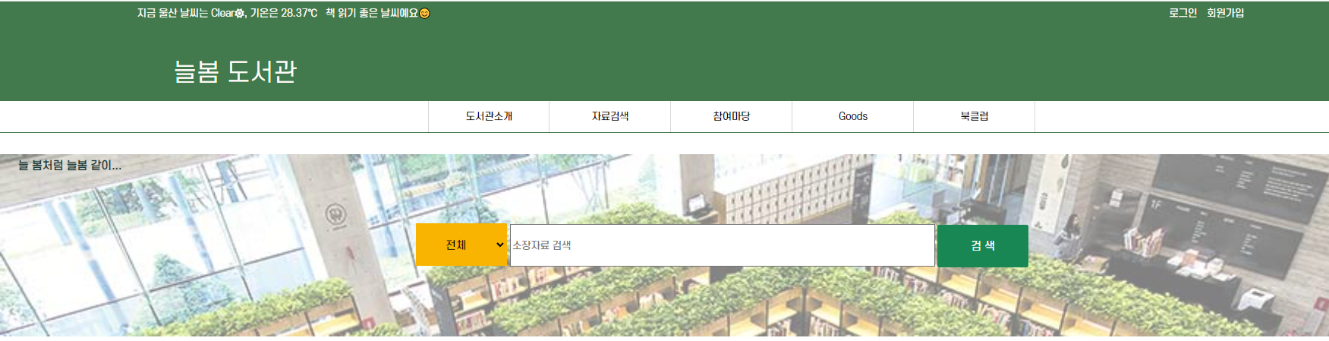 지금 울산 날씨는 Clear, 기온은 28.37℃ 책 읽기 좋은 날씨예요😊
로그인 회원가입
늘봄 도서관
도서관소개 자료검색 참여마당 Goods 북클럽
늘 봄처럼 늘봄 같이...
전체 소장자료 검색 검 색
1F